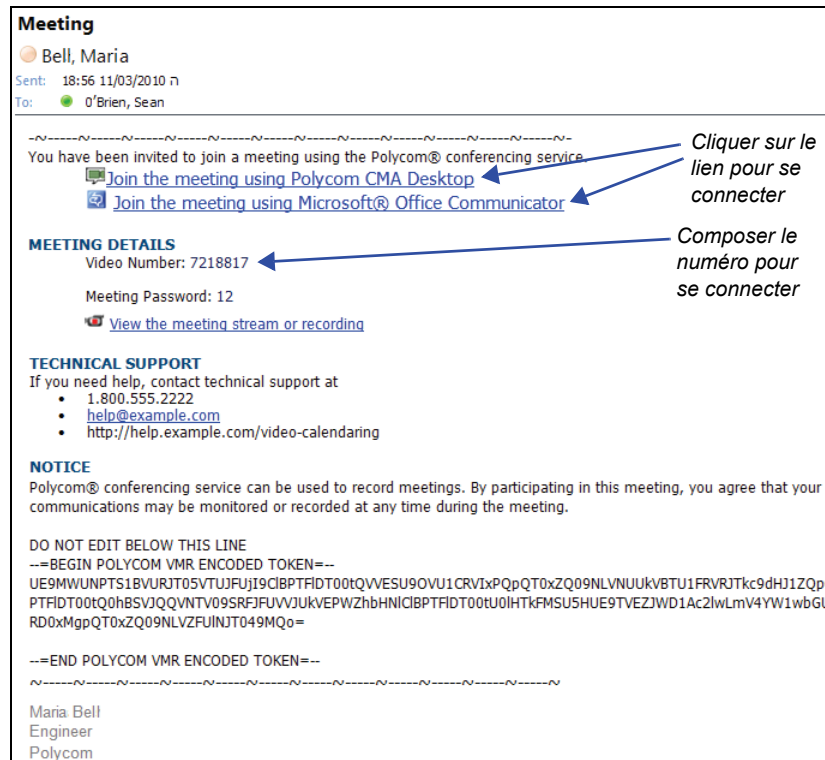 Meeting
Bell, Maria
Sent: 18:56 11/03/2010 ה
To: O'Brien, Sean
-~-----~-----~-----~-----~-----~-----~-----~-----~-----~-----~-----~-
You have been invited to join a meeting using the Polycom® conferencing service.
Join the meeting using Polycom CMA Desktop
Join the meeting using Microsoft® Office Communicator
Cliquer sur le
lien pour se
connecter
MEETING DETAILS
Video Number: 7218817
Composer le
numéro pour
se connecter
Meeting Password: 12
View the meeting stream or recording
TECHNICAL SUPPORT
If you need help, contact technical support at
• 1.800.555.2222
• help@example.com
• http://help.example.com/video-calendaring
NOTICE
Polycom® conferencing service can be used to record meetings. By participating in this meeting, you agree that your
communications may be monitored or recorded at any time during the meeting.
DO NOT EDIT BELOW THIS LINE
--=BEGIN POLYCOM VMR ENCODED TOKEN=--
UE9MWUNPTS1BVURJT05VTUJFUjI9ClBPTFlDT00tQVVESU9OVU1CRVIxPQpQT0xZQ09NLVNUUkVBTU1FRVRJTkc9dHJ1ZQp
PTFlDT00tQ0hBSVJQQVNTV09SRFJFUVVJUkVEPWZhbHNlClBPTFlDT00tU0lHTkFMSU5HUE9TVEZJWD1Ac2lwLmV4YW1wbGU
RD0xMgpQT0xZQ09NLVZFUlNJT049MQo=
--=END POLYCOM VMR ENCODED TOKEN=--
~-----~-----~-----~-----~-----~-----~-----~-----~-----~-----~-----~
Maria Bell
Engineer
Polycom